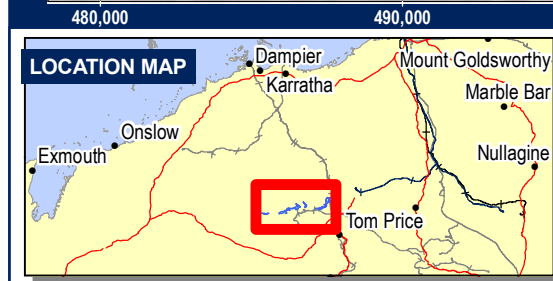 480,000 490,000
LOCATION MAP
Dampier
Mount Goldsworthy
Karratha
Marble Bar
Onslow
Nullagine
Exmouth
Tom Price